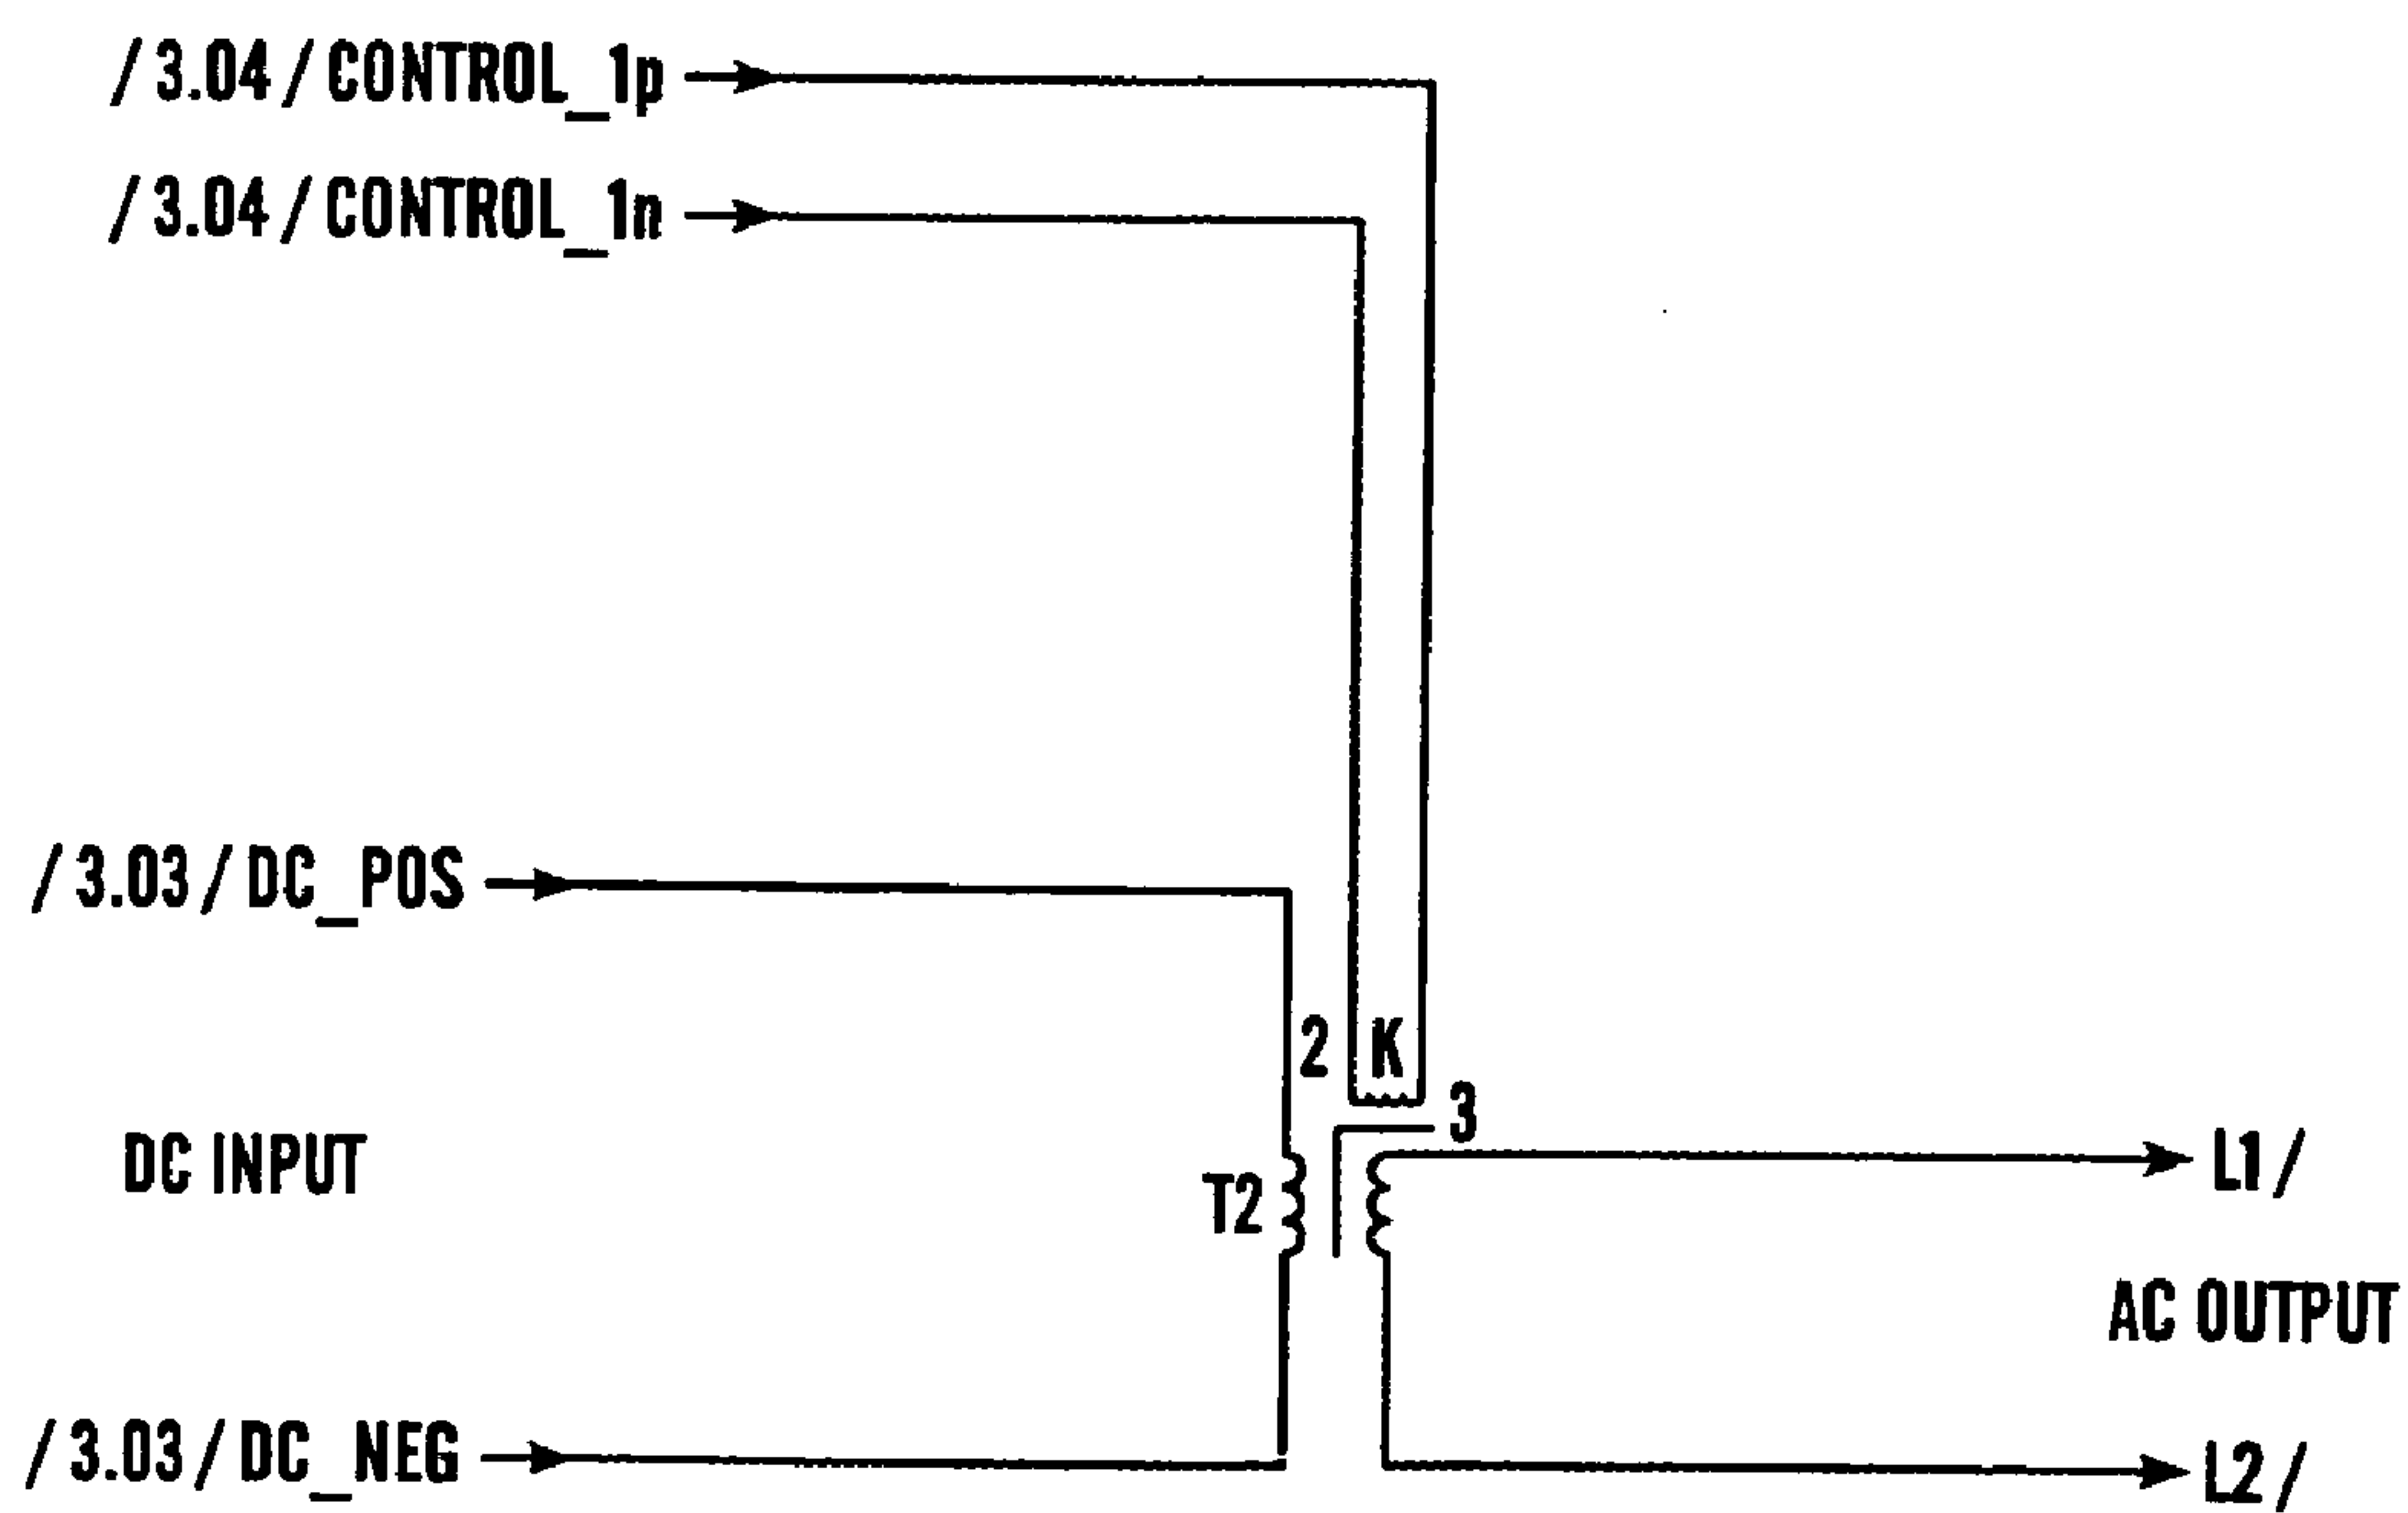 /3.04/CONTROL_1p
/3.04/CONTROL_1n
/3.03/DC_POS
2 K
3
DC INPUT
T2
L1/
AC OUTPUT
/3.03/DC_NEG
L2/